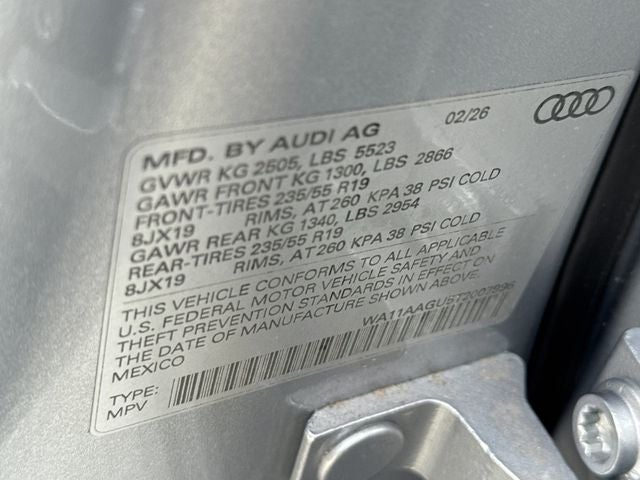 MFD. BY AUDI AG 02/26
GVWR KG 2505, LBS 5523
GAWR FRONT KG 1300, LBS 2866
FRONT-TIRES 235/55 R19
8JX19 RIMS, AT 260 KPA 38 PSI COLD
GAWR REAR KG 1340, LBS 2954
REAR-TIRES 235/55 R19
8JX19 RIMS, AT 260 KPA 38 PSI COLD
THIS VEHICLE CONFORMS TO ALL APPLICABLE
U.S. FEDERAL MOTOR VEHICLE SAFETY AND
THEFT PREVENTION STANDARDS IN EFFECT ON
THE DATE OF MANUFACTURE SHOWN ABOVE.
MEXICO WA11AAGU5T2007996
TYPE:
MPV